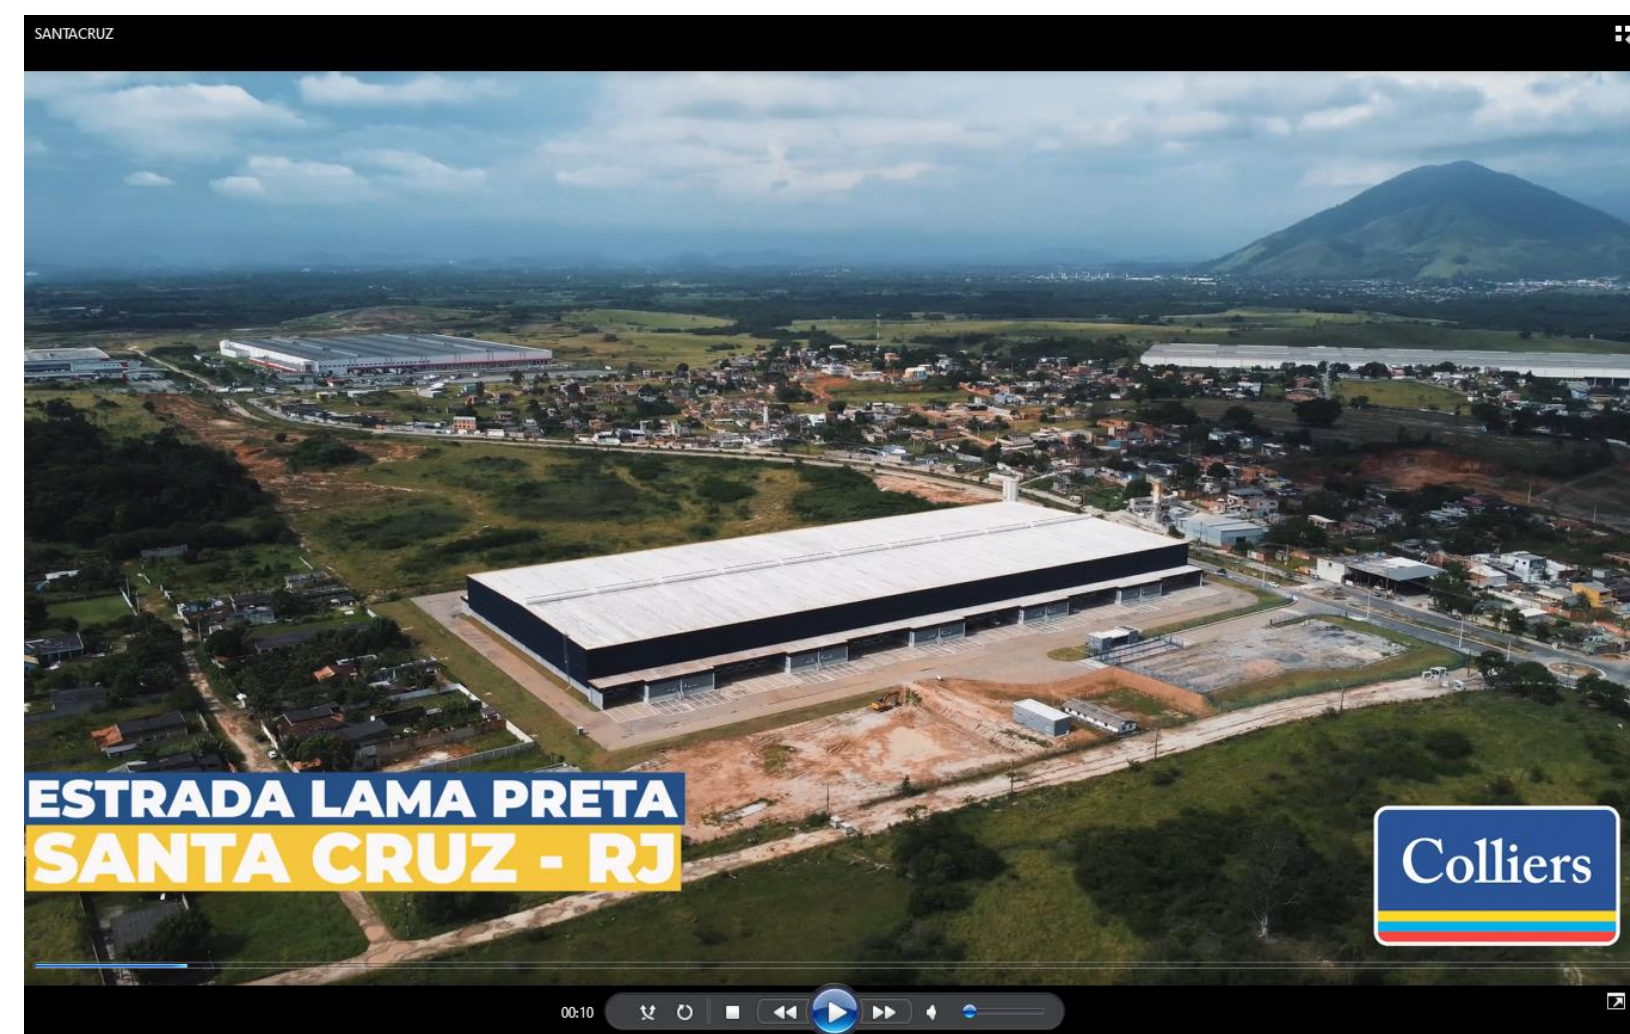 SANTACRUZ
ESTRADA LAMA PRETA
SANTA CRUZ - RJ
Colliers
00:10